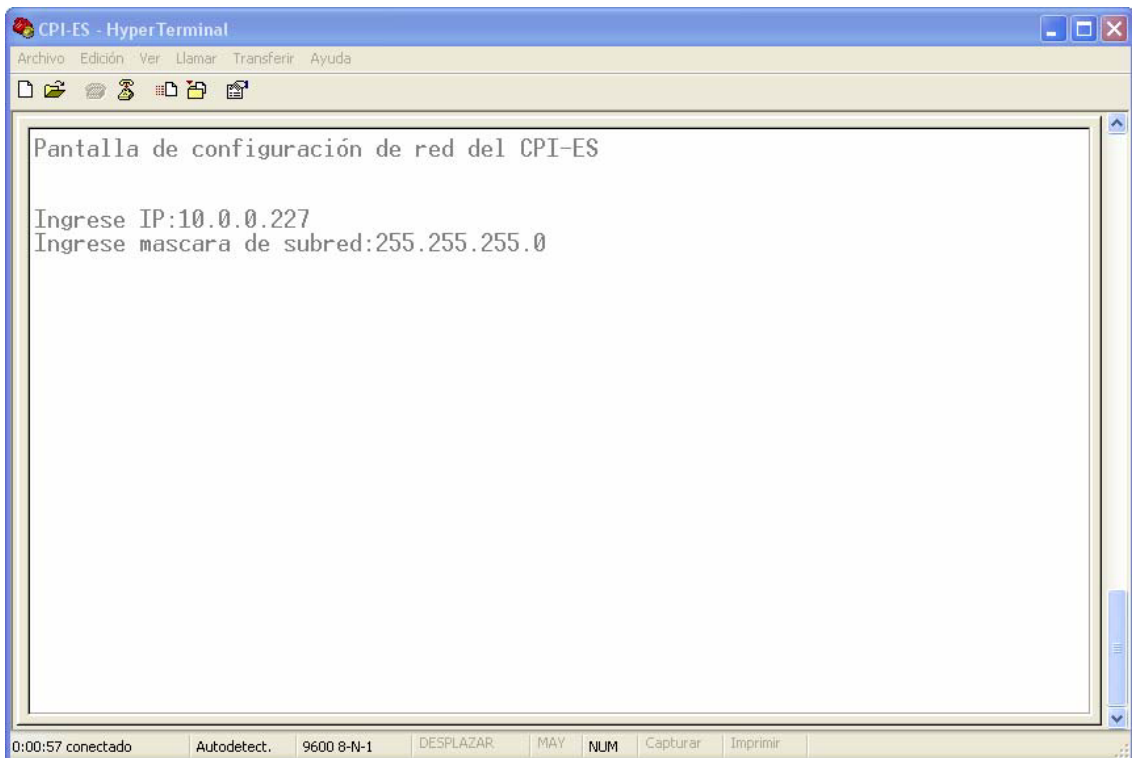 CPI-ES - HyperTerminal
Archivo Edición Ver Llamar Transferir Ayuda
Pantalla de configuración de red del CPI-ES
Ingrese IP:10.0.0.227
Ingrese mascara de subred:255.255.255.0
0:00:57 conectado Autodetect. 9600 8-N-1 DESPLAZAR MAY NUM Capturar Imprimir